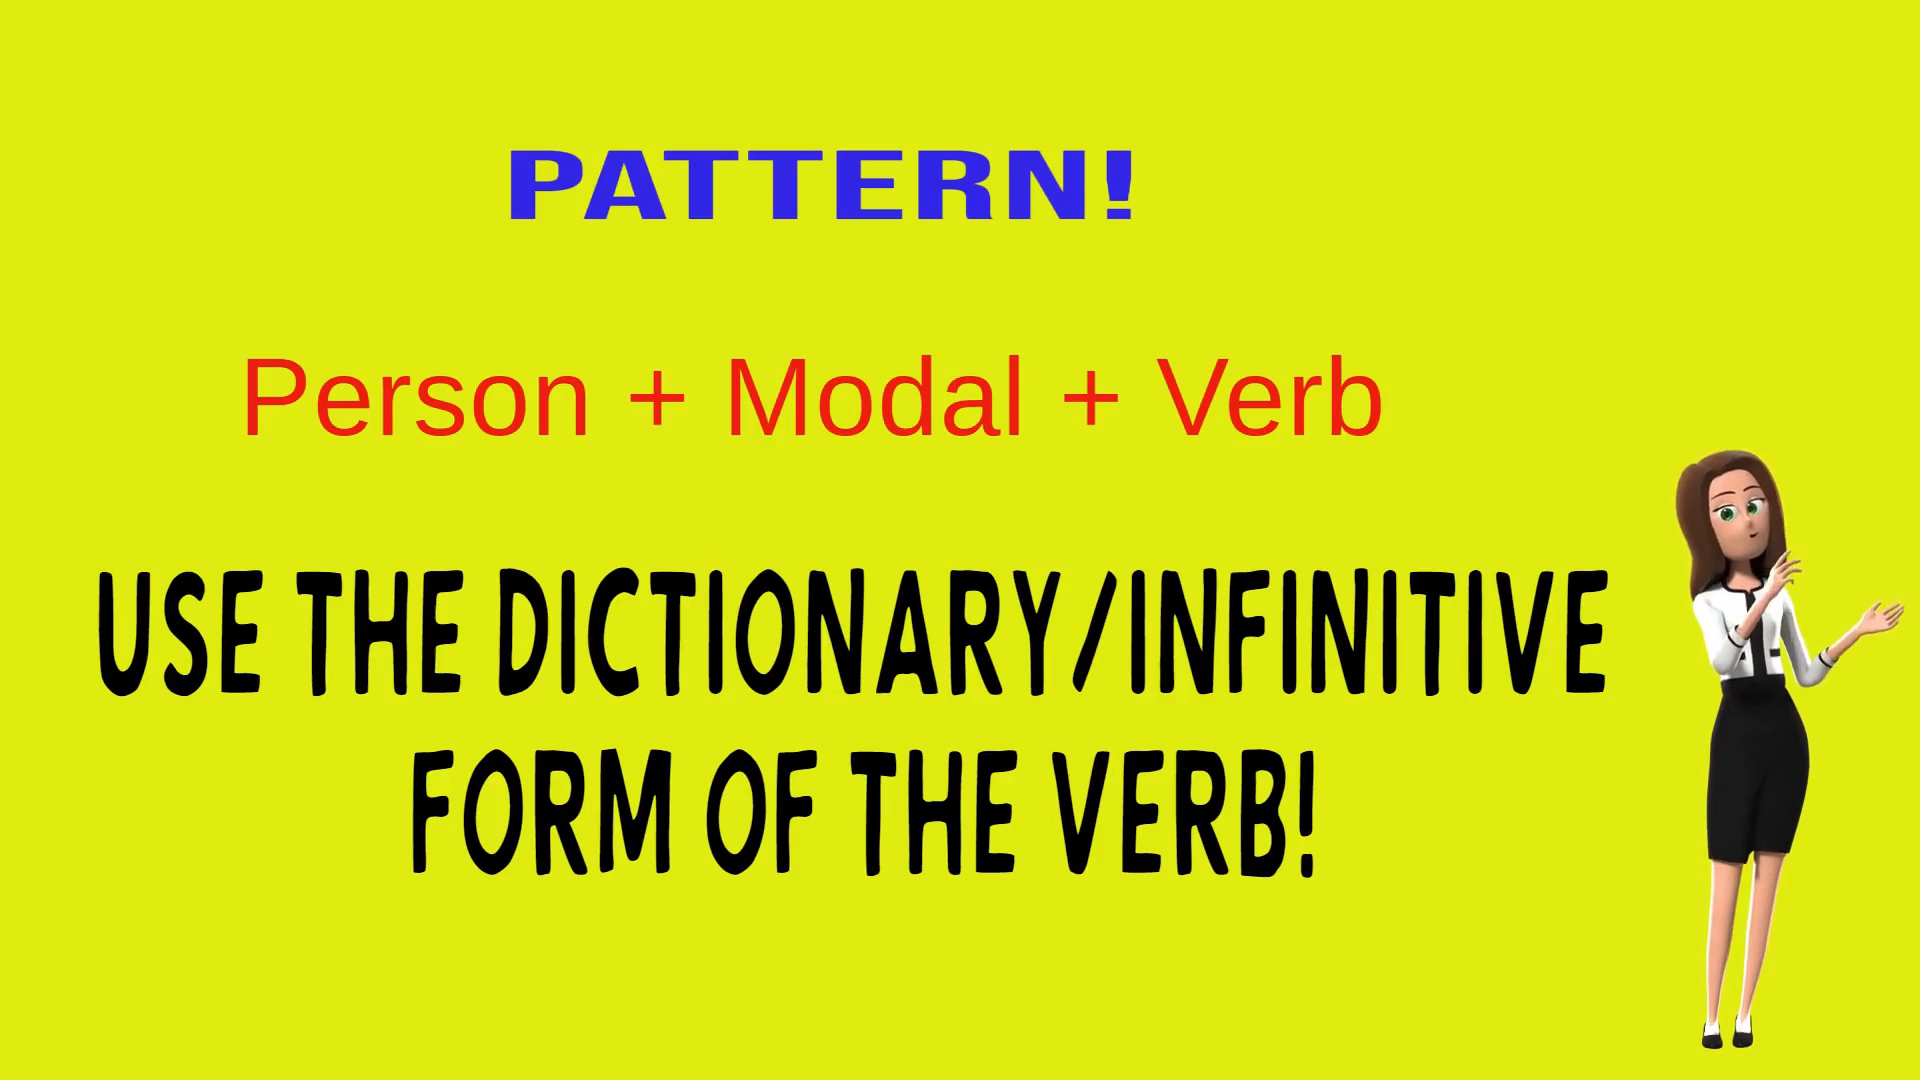 PATTERN!
Person + Modal + Verb
USE THE DICTIONARY/INFINITIVE
FORM OF THE VERB!